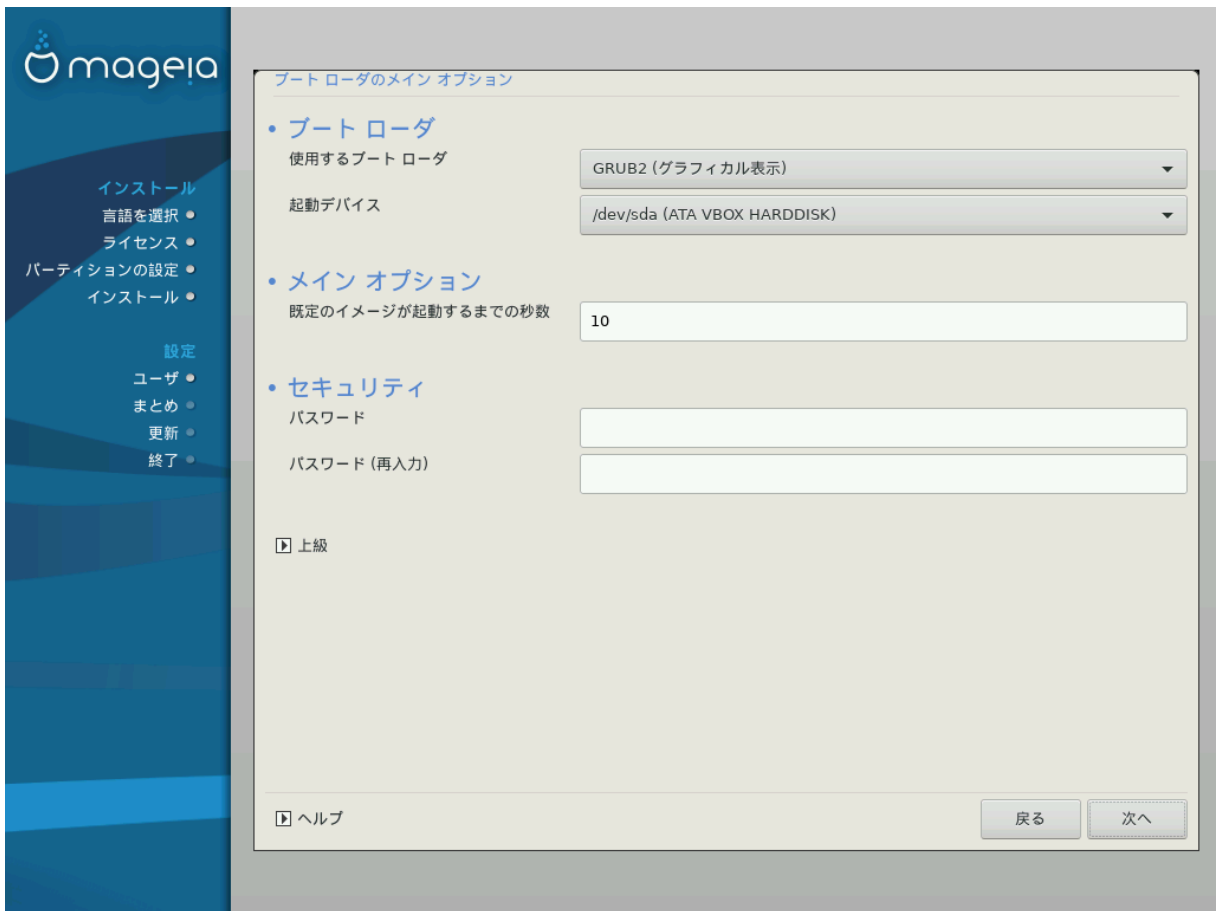 mageia
インストール
言語を選択
ライセンス
パーティションの設定
インストール
設定
ユーザ
まとめ
更新
終了
ブート ローダのメイン オプション
• ブート ローダ
使用するブート ローダ
GRUB2 (グラフィカル表示)
起動デバイス
/dev/sda (ATA VBOX HARDDISK)
• メイン オプション
既定のイメージが起動するまでの秒数
10
• セキュリティ
パスワード
パスワード (再入力)
上級
ヘルプ
戻る
次へ